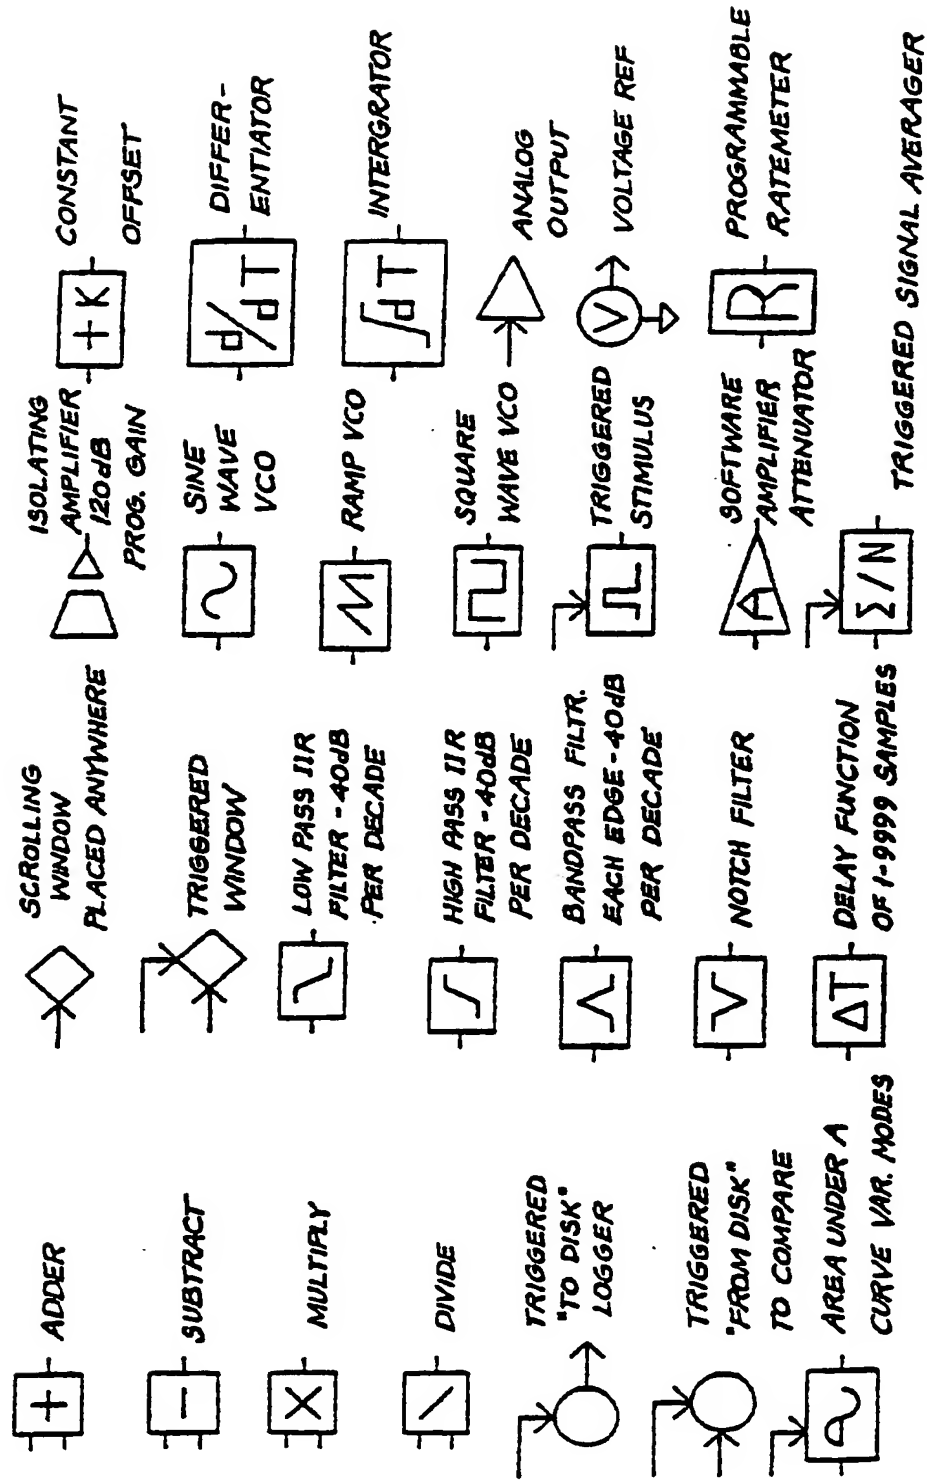 + ADDER
− SUBTRACT
X MULTIPLY
\ DIVIDE
TRIGGERED
"TO DISK"
LOGGER
TRIGGERED
"FROM DISK"
TO COMPARE
AREA UNDER A
CURVE VAR. MODES
SCROLLING
WINDOW
PLACED ANYWHERE
TRIGGERED
WINDOW
LOW PASS IIR
FILTER - 40dB
PER DECADE
HIGH PASS IIR
FILTER - 40dB
PER DECADE
BANDPASS FILTR.
EACH EDGE - 40dB
PER DECADE
NOTCH FILTER
ΔT DELAY FUNCTION
OF 1-9999 SAMPLES
ISOLATING
AMPLIFIER
120dB
PROG. GAIN
SINE
WAVE
VCO
RAMP VCO
SQUARE
WAVE VCO
TRIGGERED
STIMULUS
A SOFTWARE
AMPLIFIER
ATTENUATOR
Σ/N TRIGGERED SIGNAL AVERAGER
+K CONSTANT
OFFSET
d/dT DIFFER-
ENTIATOR
∫dT INTERGRATOR
ANALOG
OUTPUT
V VOLTAGE REF
R PROGRAMMABLE
RATEMETER